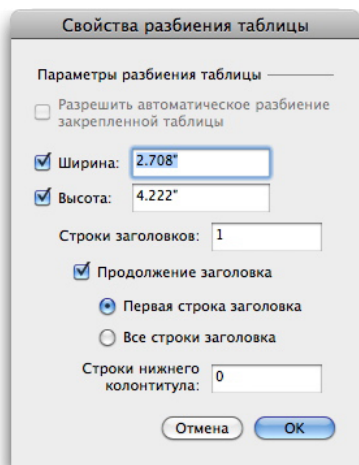 Свойства разбиения таблицы
Параметры разбиения таблицы
Разрешить автоматическое разбиение
закрепленной таблицы
Ширина: 2.708"
Высота: 4.222"
Строки заголовков: 1
Продолжение заголовка
Первая строка заголовка
Все строки заголовка
Строки нижнего
колонтитула: 0
Отмена OK